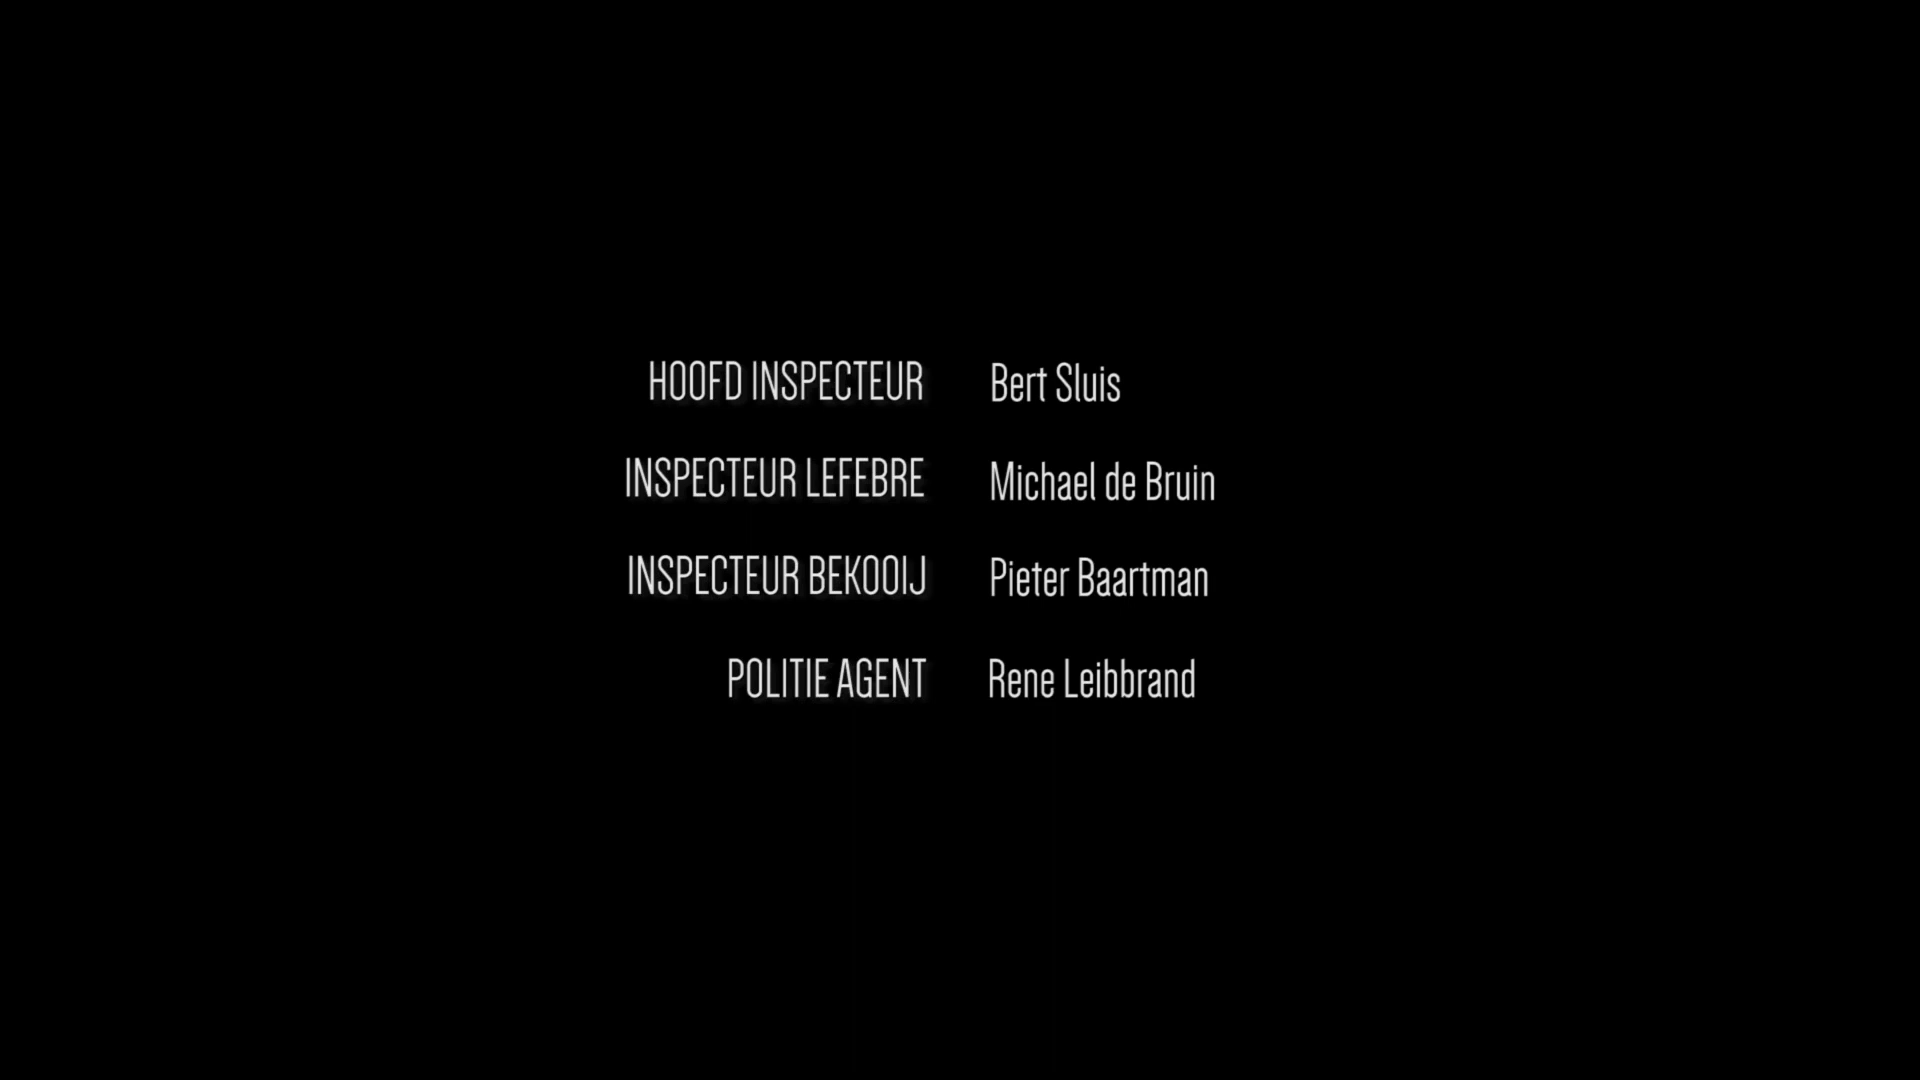 HOOFD INSPECTEUR Bert Sluis
INSPECTEUR LEFEBRE Michael de Bruin
INSPECTEUR BEKOOIJ Pieter Baartman
POLITIE AGENT Rene Leibbrand